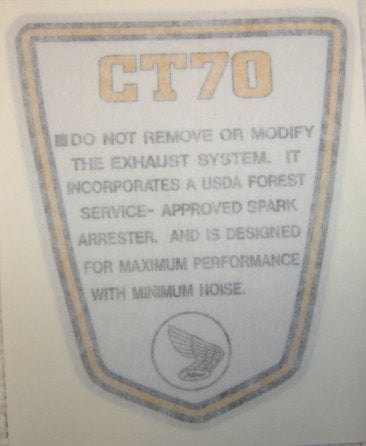 CT70
■ DO NOT REMOVE OR MODIFY
THE EXHAUST SYSTEM. IT
INCORPORATES A USDA FOREST
SERVICE- APPROVED SPARK
ARRESTER. AND IS DESIGNED
FOR MAXIMUM PERFORMANCE
WITH MINIMUM NOISE.